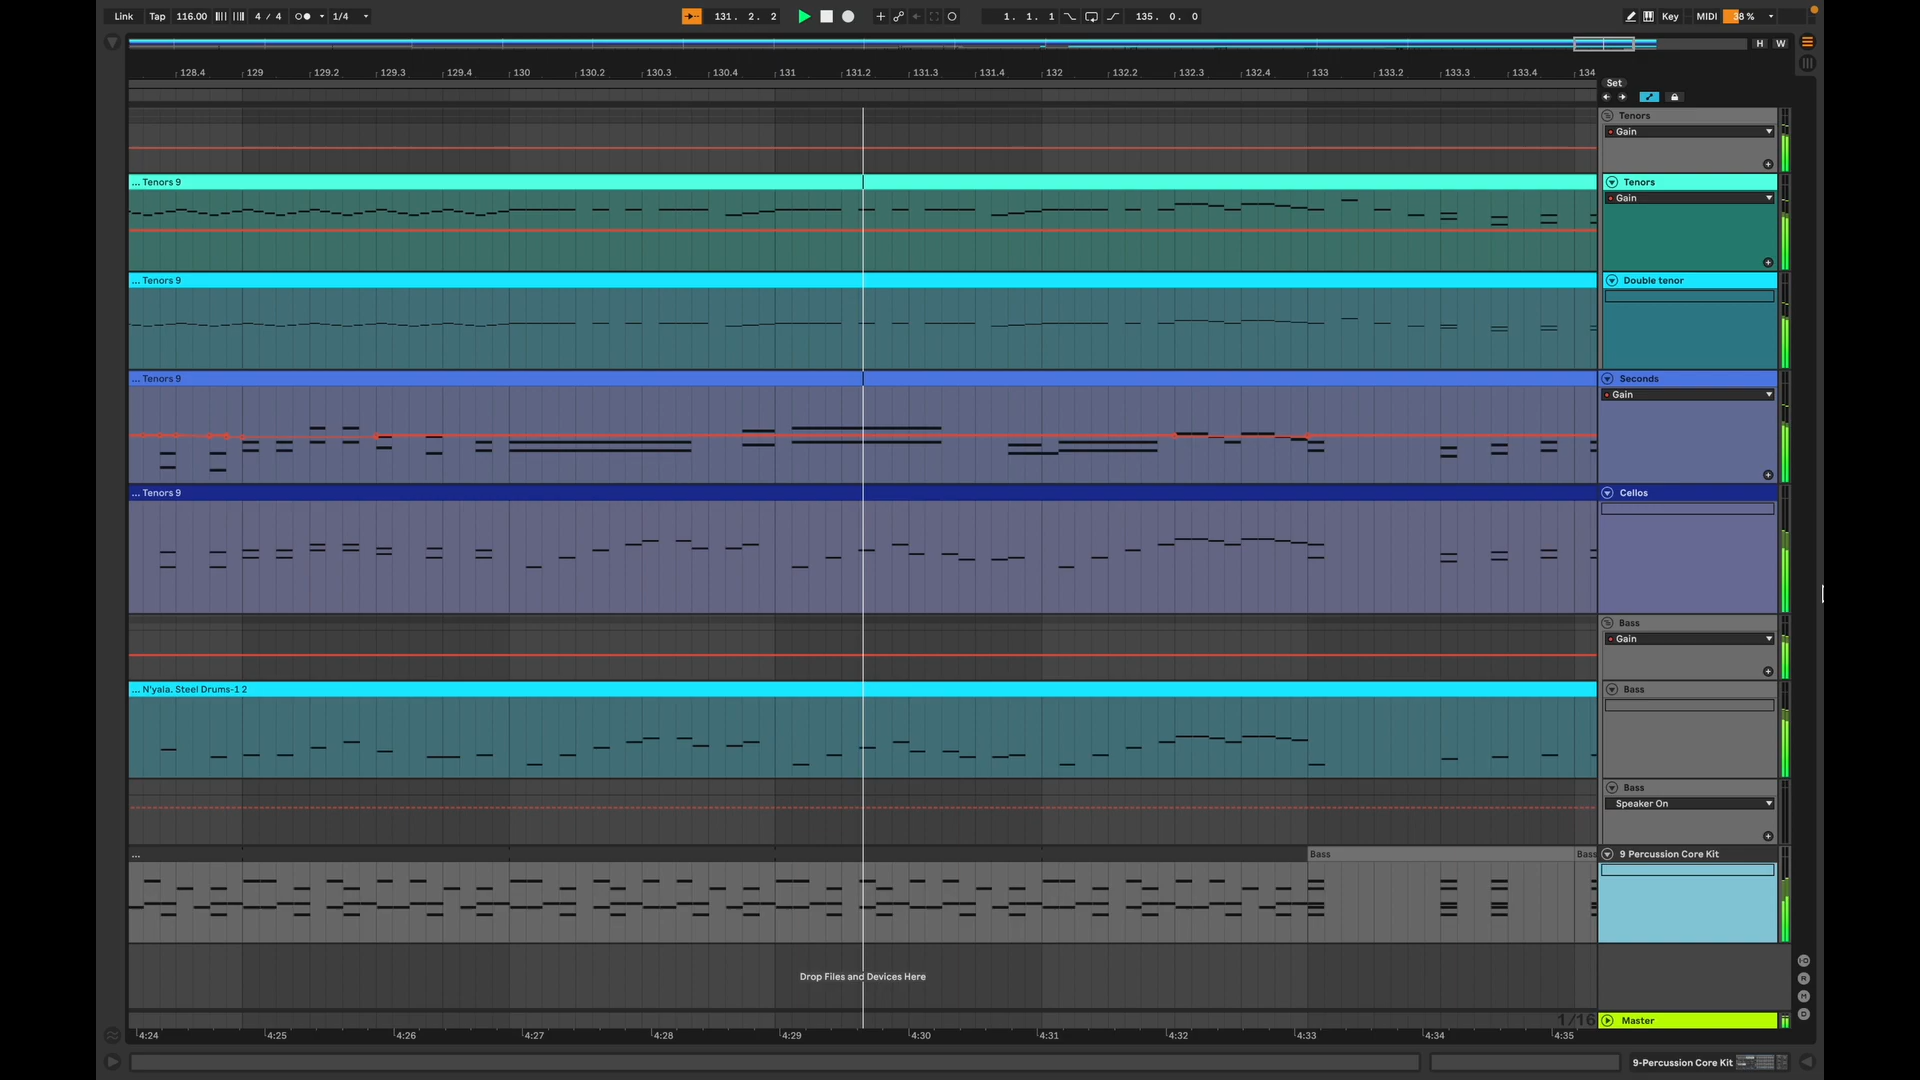 Link Tap 116.00 4 / 4 1/4 131. 2. 2 1. 1. 1 135. 0. 0 Key MIDI 38 %
H W
128.4 129 129.2 129.3 129.4 130 130.2 130.3 130.4 131 131.2 131.3 131.4 132 132.2 132.3 132.4 133 133.2 133.3 133.4 134
Set
Tenors
Gain
... Tenors 9 Tenors
Gain
... Tenors 9 Double tenor
... Tenors 9 Seconds
Gain
... Tenors 9 Cellos
Bass
Gain
... N'yala. Steel Drums-1 2 Bass
Bass
Speaker On
... Bass Bass 9 Percussion Core Kit
Drop Files and Devices Here
1/16 Master
4:24 4:25 4:26 4:27 4:28 4:29 4:30 4:31 4:32 4:33 4:34 4:35
9-Percussion Core Kit